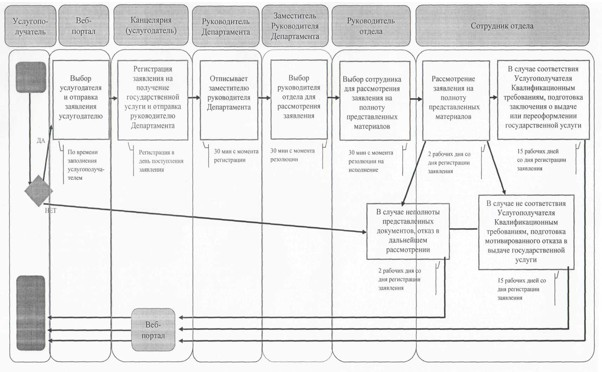 Услугопо-
лучатель
Веб-
портал
Канцелярия
(услугодатель)
Руководитель
Департамента
Заместитель
Руководителя
Департамента
Руководитель
отдела
Сотрудник отдела
Выбор
услугодателя
и отправка
заявления
услугодателю
Регистрация
заявления на
получение
государственной
услуги и отправка
руководителю
Департамента
Отписывает
заместителю
руководителя
Департамента
Выбор
руководителя
отдела для
рассмотрения
заявления
Выбор сотрудника
для рассмотрения
заявления на
полноту
представленных
материалов
Рассмотрение
заявления на
полноту
представленных
материалов
В случае соответствия
Услугополучателя
Квалификационным
требованиям, подготовка
заключения о выдаче
или переоформления
государственной услуги
ДА
По времени
заполнения
услугополуча-
телем
Регистрация в
день поступления
заявления
30 мин с момента
регистрации
30 мин с момента
резолюции
30 мин с момента
резолюции на
исполнение
2 рабочих дня со
дня регистрации
заявления
15 рабочих дней со
дня регистрации
заявления
НЕТ
В случае неполноты
представленных
документов, отказ в
дальнейшем
рассмотрении
В случае не соответствия
Услугополучателя
Квалификационным
требованиям, подготовка
мотивированного отказа в
выдаче государственной
услуги
2 рабочих дня со
дня регистрации
заявления
15 рабочих дней со
дня регистрации
заявления
Веб-
портал